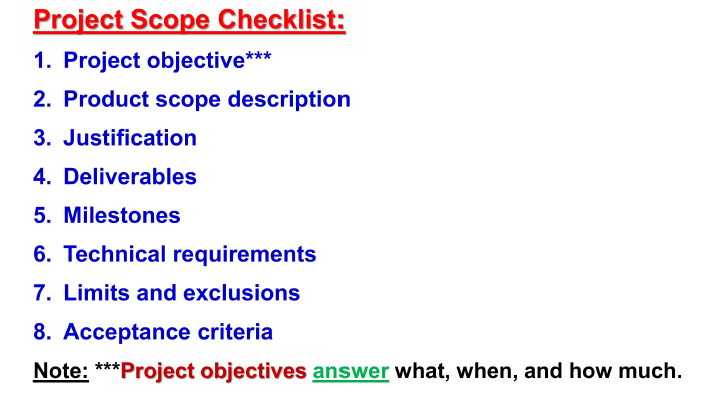 Project Scope Checklist:
1. Project objective***
2. Product scope description
3. Justification
4. Deliverables
5. Milestones
6. Technical requirements
7. Limits and exclusions
8. Acceptance criteria
Note: ***Project objectives answer what, when, and how much.